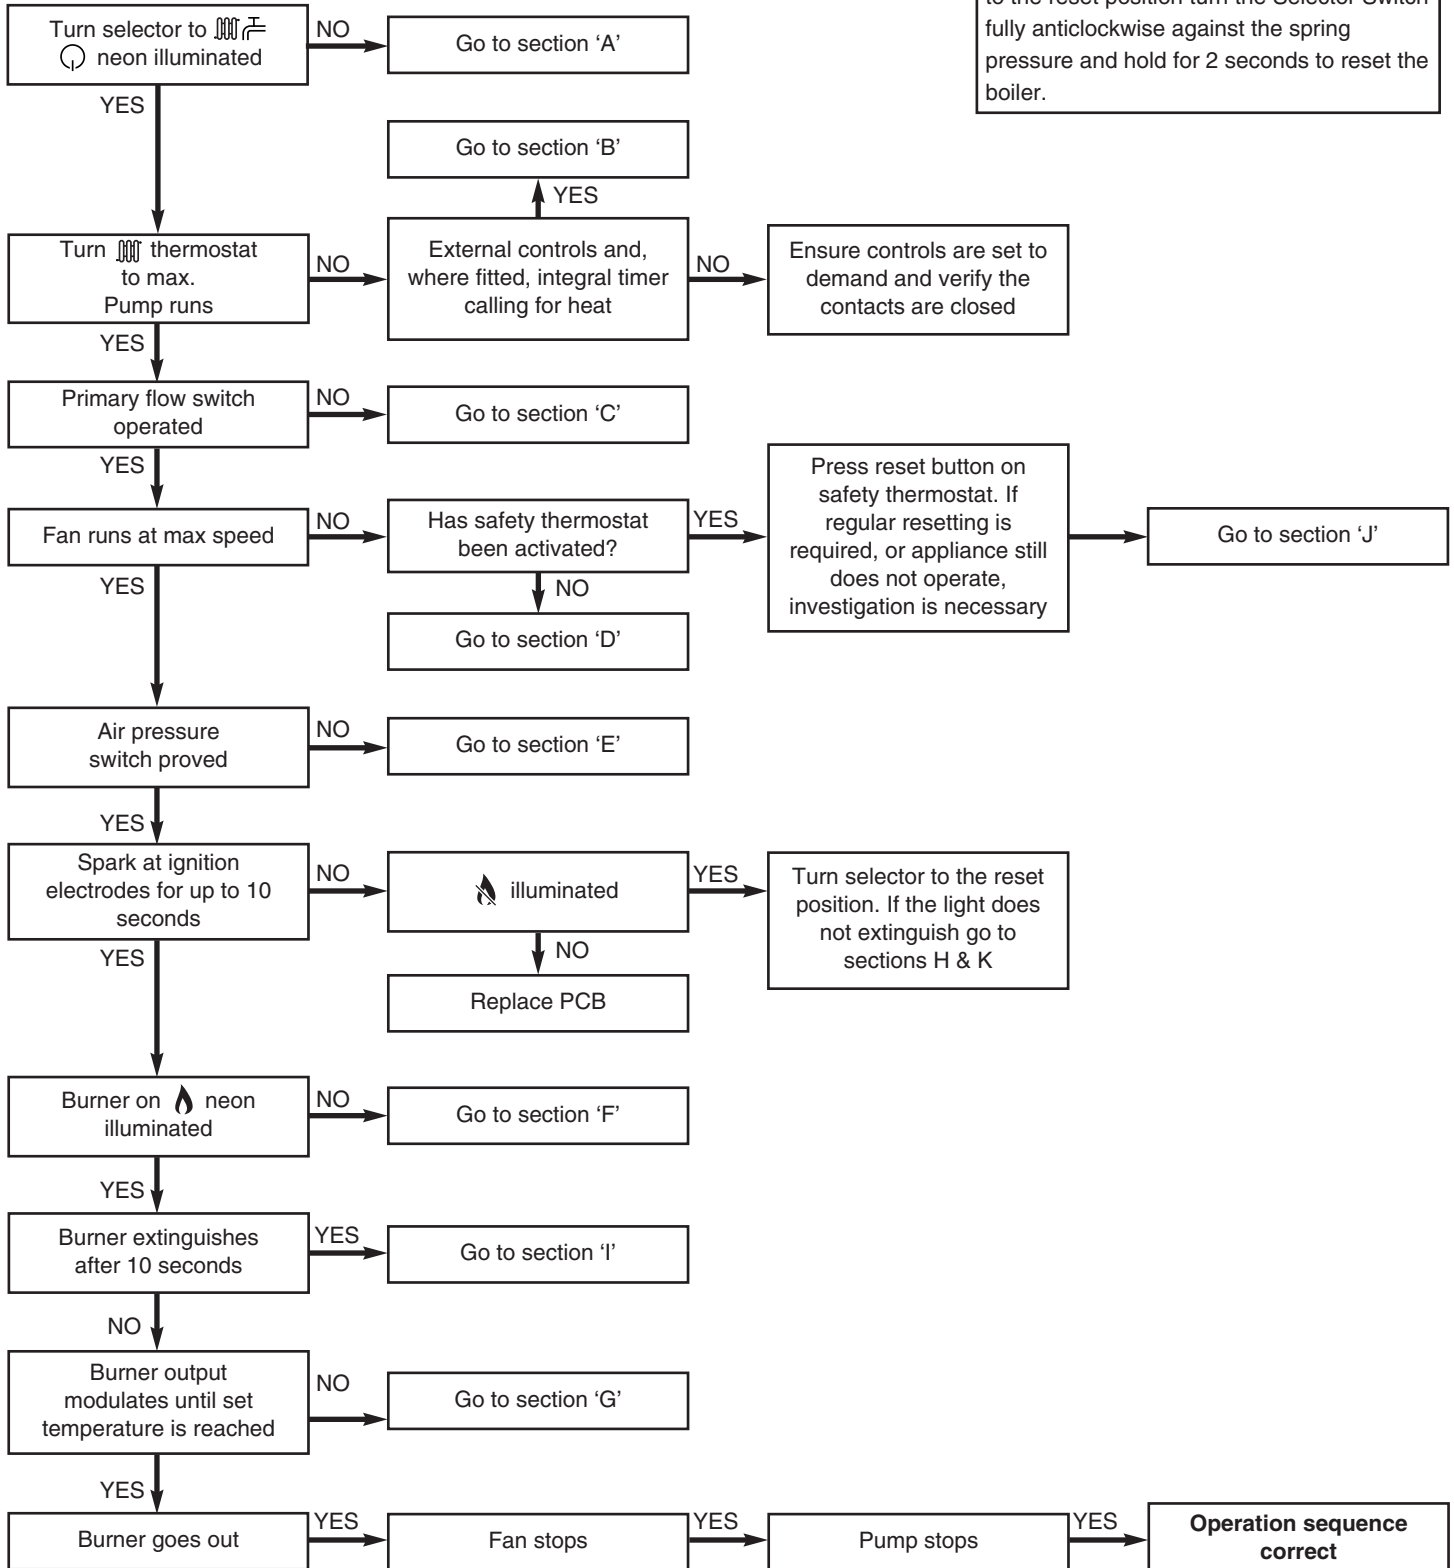 to the reset position turn the Selector Switch
fully anticlockwise against the spring
pressure and hold for 2 seconds to reset the
boiler.
Turn selector to
neon illuminated
NO
Go to section ‘A’
YES
Go to section ‘B’
YES
Turn thermostat
to max.
Pump runs
NO
External controls and,
where fitted, integral timer
calling for heat
NO
Ensure controls are set to
demand and verify the
contacts are closed
YES
Primary flow switch
operated
NO
Go to section ‘C’
YES
Fan runs at max speed
NO
Has safety thermostat
been activated?
YES
Press reset button on
safety thermostat. If
regular resetting is
required, or appliance still
does not operate,
investigation is necessary
Go to section ‘J’
NO
Go to section ‘D’
YES
Air pressure
switch proved
NO
Go to section ‘E’
YES
Spark at ignition
electrodes for up to 10
seconds
NO
illuminated
YES
Turn selector to the reset
position. If the light does
not extinguish go to
sections H & K
NO
Replace PCB
YES
Burner on neon
illuminated
NO
Go to section ‘F’
YES
Burner extinguishes
after 10 seconds
YES
Go to section ‘I’
NO
Burner output
modulates until set
temperature is reached
NO
Go to section ‘G’
YES
Burner goes out
YES
Fan stops
YES
Pump stops
YES
Operation sequence
correct